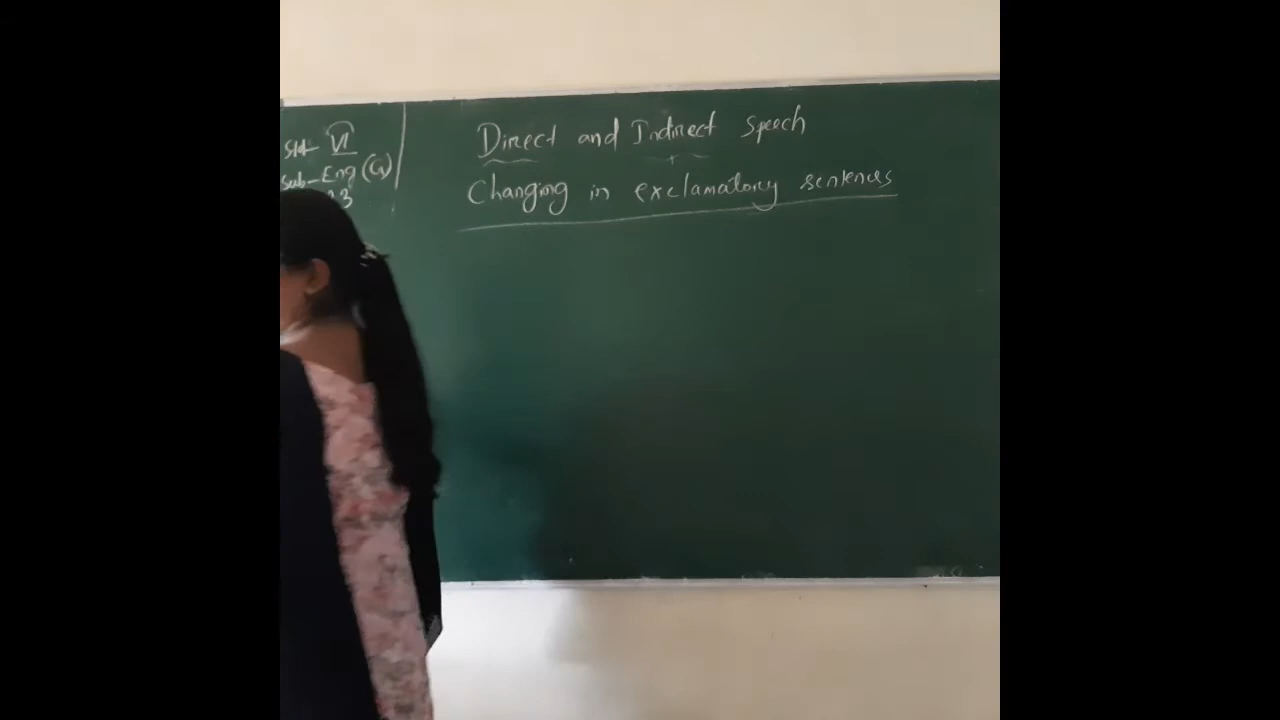 Std- VI
Sub- Eng (G)
Direct and Indirect Speech
Changing in exclamatory sentences